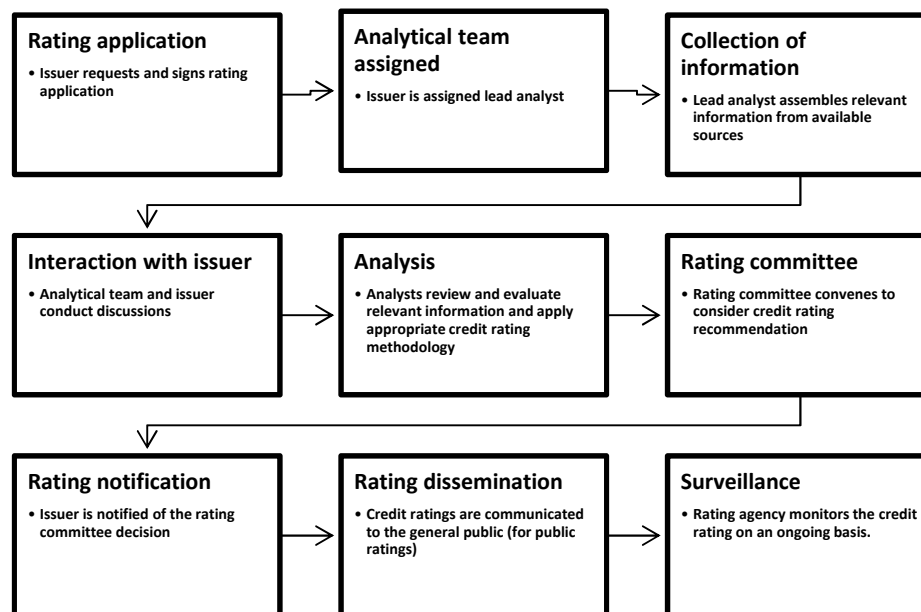 Rating application
• Issuer requests and signs rating
application
Analytical team
assigned
• Issuer is assigned lead analyst
Collection of
information
• Lead analyst assembles relevant
information from available
sources
Interaction with issuer
• Analytical team and issuer
conduct discussions
Analysis
• Analysts review and evaluate
relevant information and apply
appropriate credit rating
methodology
Rating committee
• Rating committee convenes to
consider credit rating
recommendation
Rating notification
• Issuer is notified of the rating
committee decision
Rating dissemination
• Credit ratings are communicated
to the general public (for public
ratings)
Surveillance
• Rating agency monitors the credit
rating on an ongoing basis.